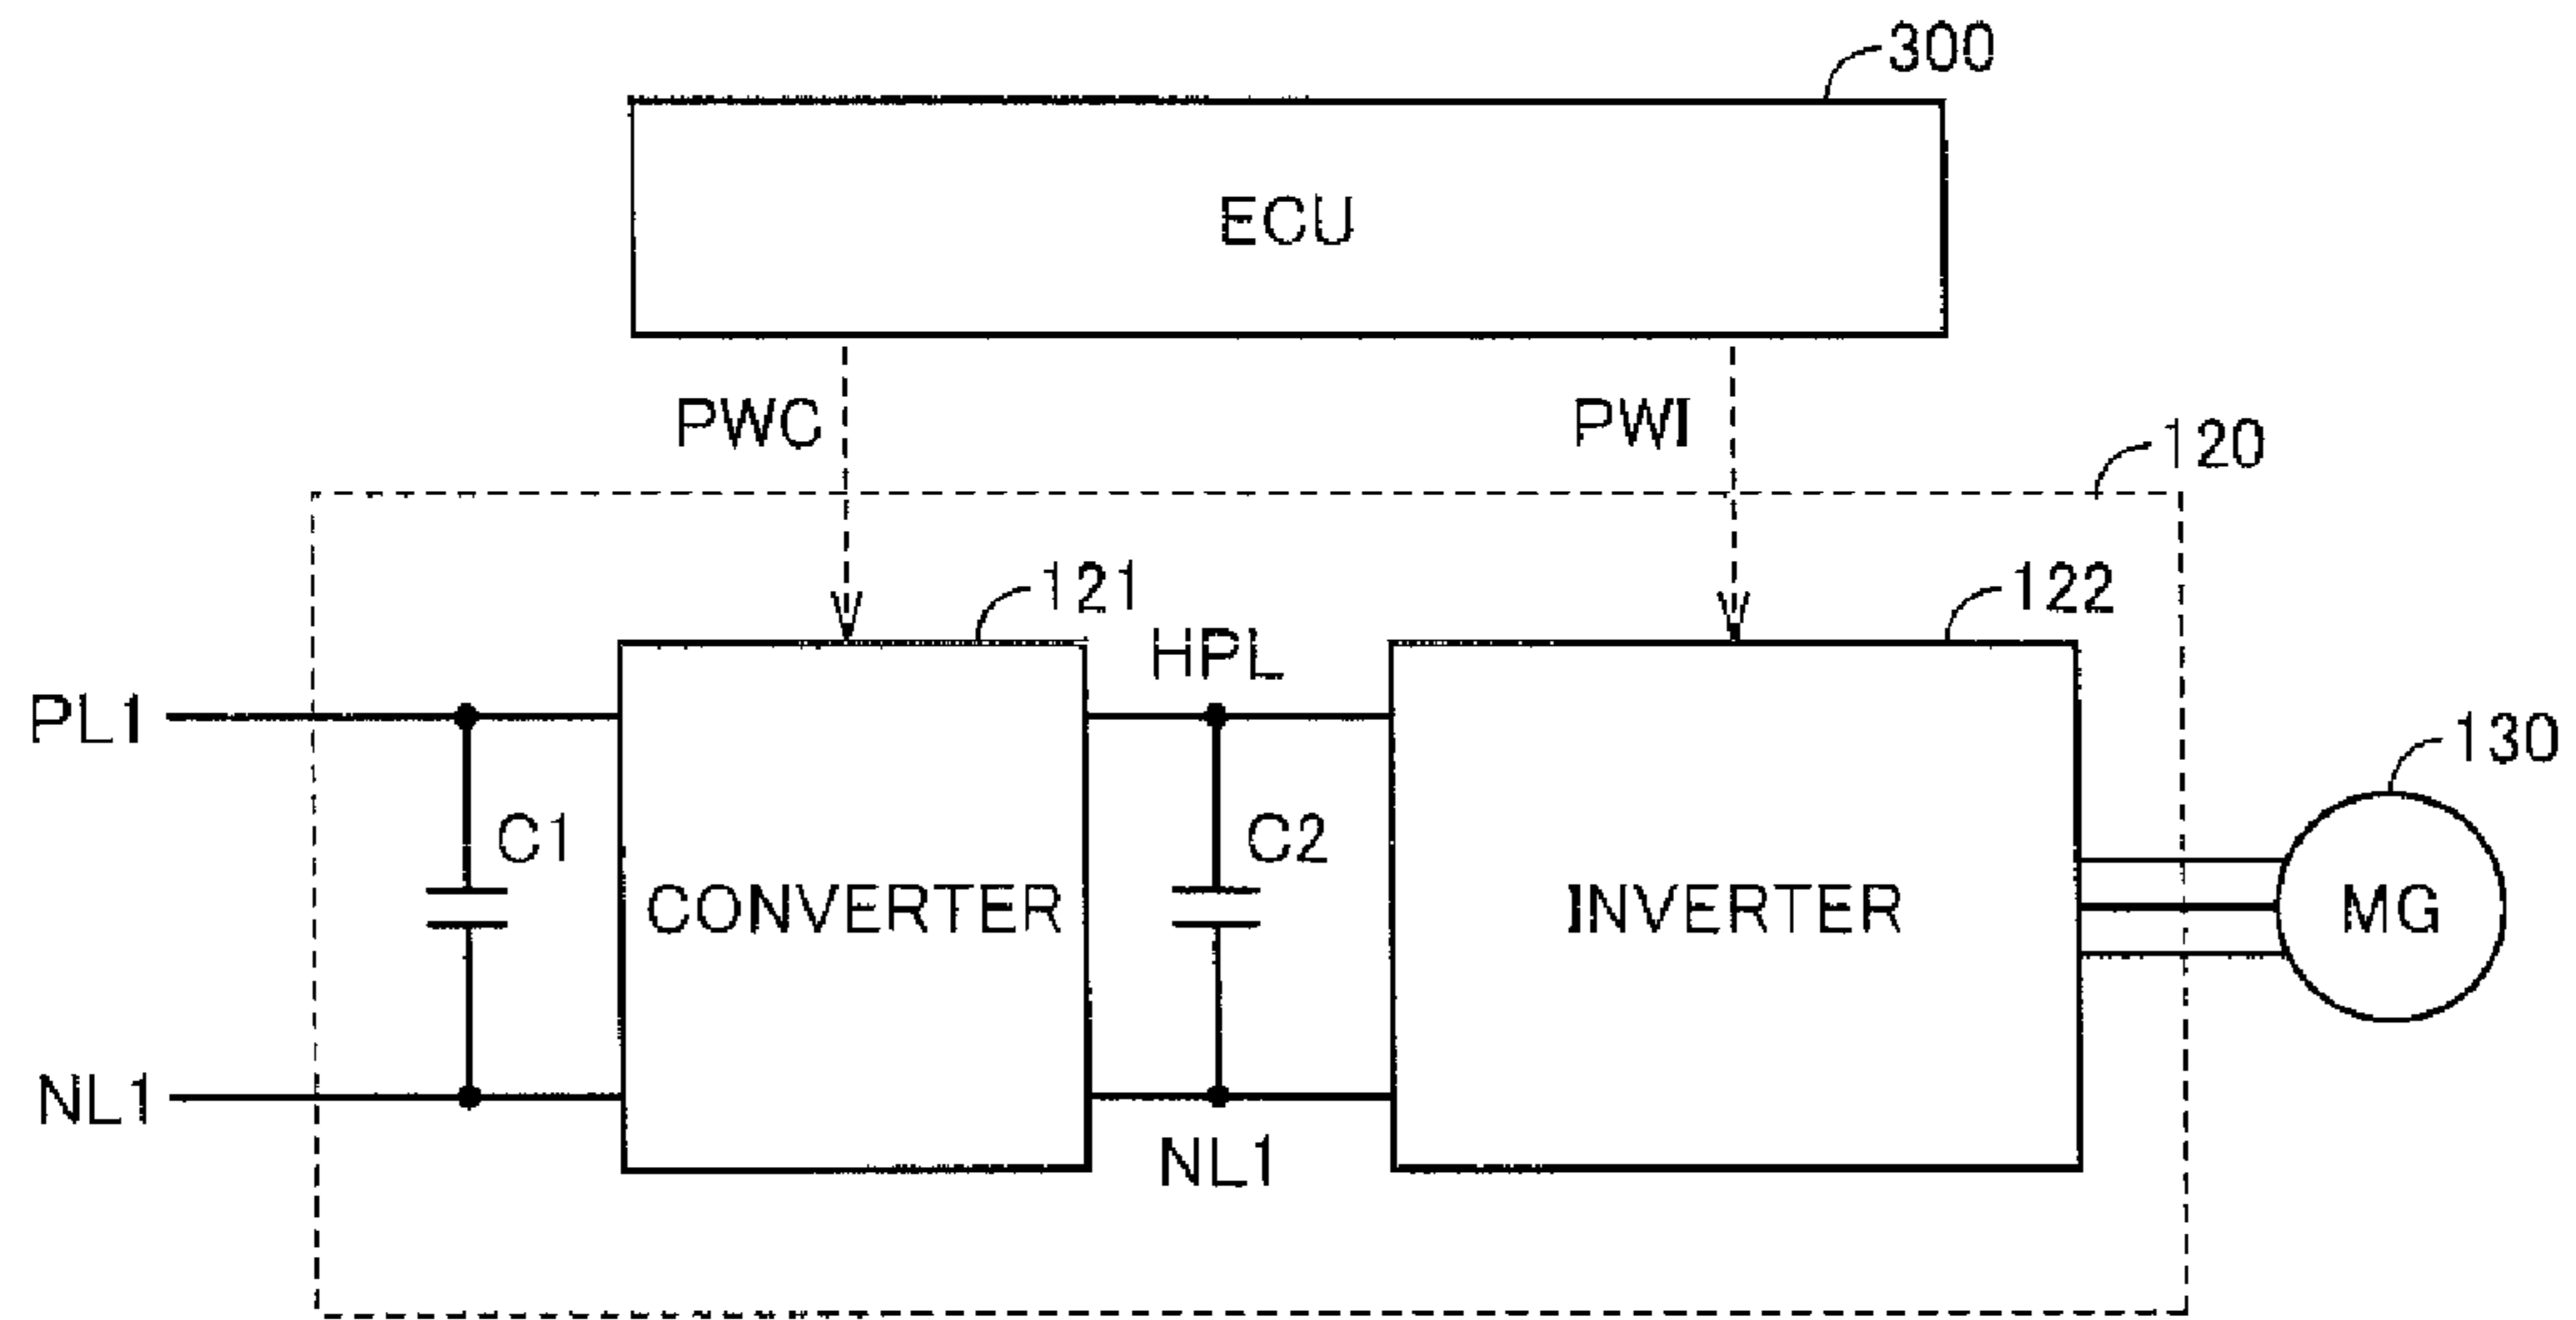 300
ECU
PWC
PWI
120
121
HPL
122
PL1
130
C1
C2
CONVERTER
INVERTER
MG
NL1
NL1